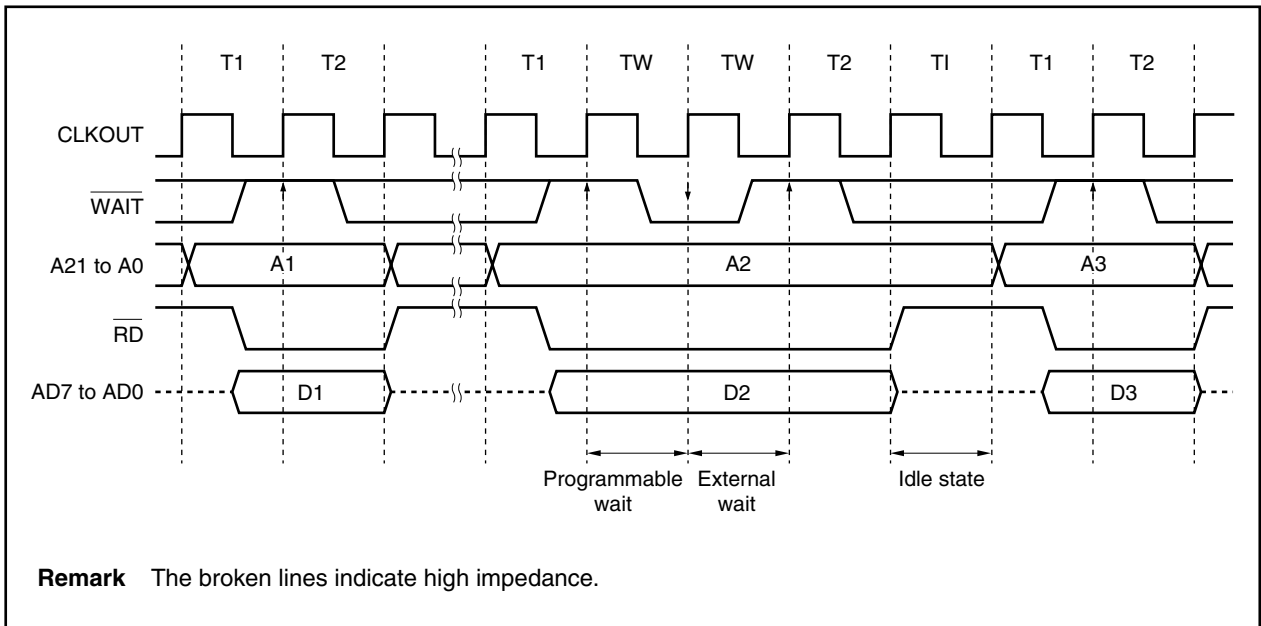 T1 T2 T1 TW TW T2 TI T1 T2
CLKOUT
WAIT
A21 to A0 A1 A2 A3
RD
AD7 to AD0 D1 D2 D3
Programmable wait
External wait
Idle state
Remark The broken lines indicate high impedance.